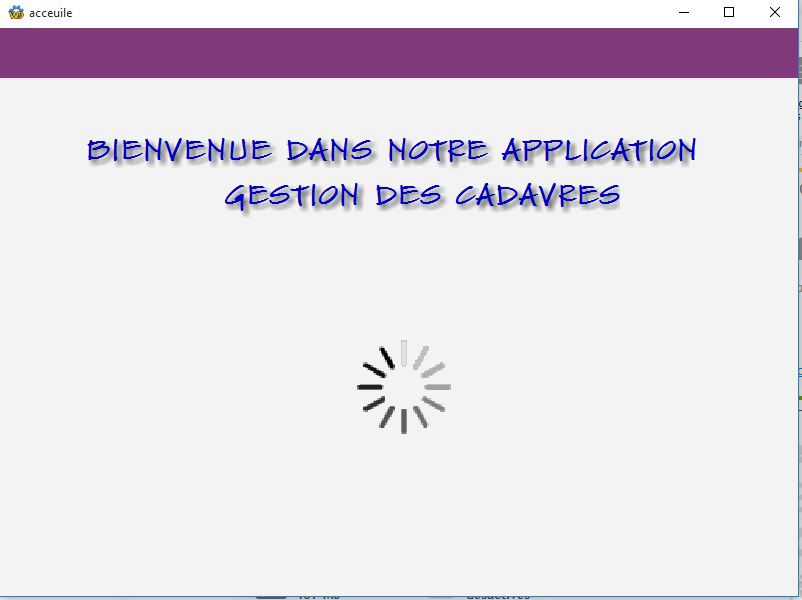 acceuile
BIENVENUE DANS NOTRE APPLICATION
GESTION DES CADAVRES